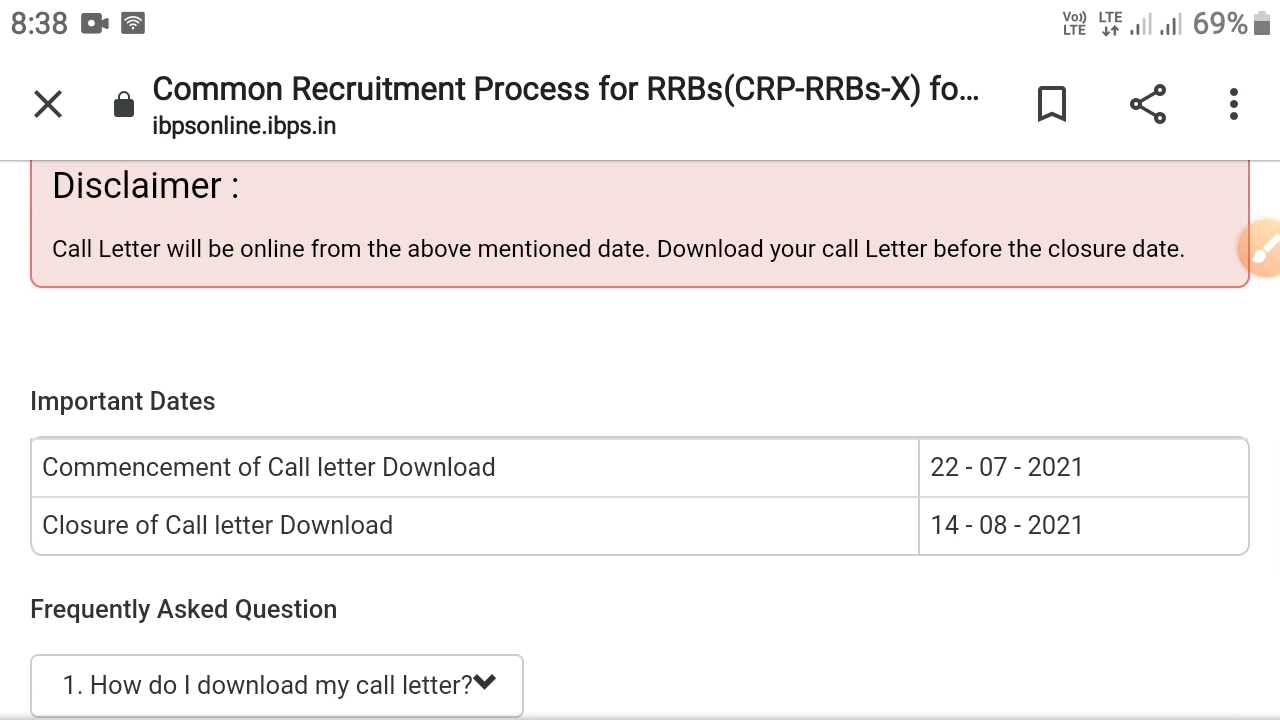 8:38
Vo)) LTE LTE 69%
Common Recruitment Process for RRBs(CRP-RRBs-X) fo...
ibpsonline.ibps.in
Disclaimer :
Call Letter will be online from the above mentioned date. Download your call Letter before the closure date.
Important Dates
Commencement of Call letter Download 22 - 07 - 2021
Closure of Call letter Download 14 - 08 - 2021
Frequently Asked Question
1. How do I download my call letter?